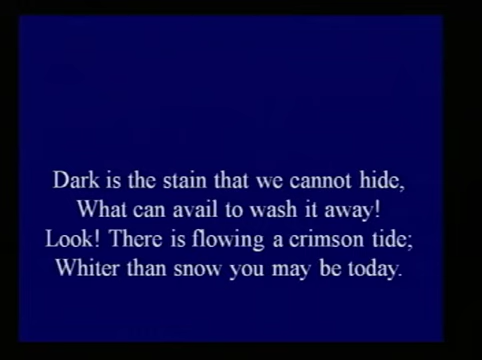 Dark is the stain that we cannot hide,
What can avail to wash it away!
Look! There is flowing a crimson tide;
Whiter than snow you may be today.